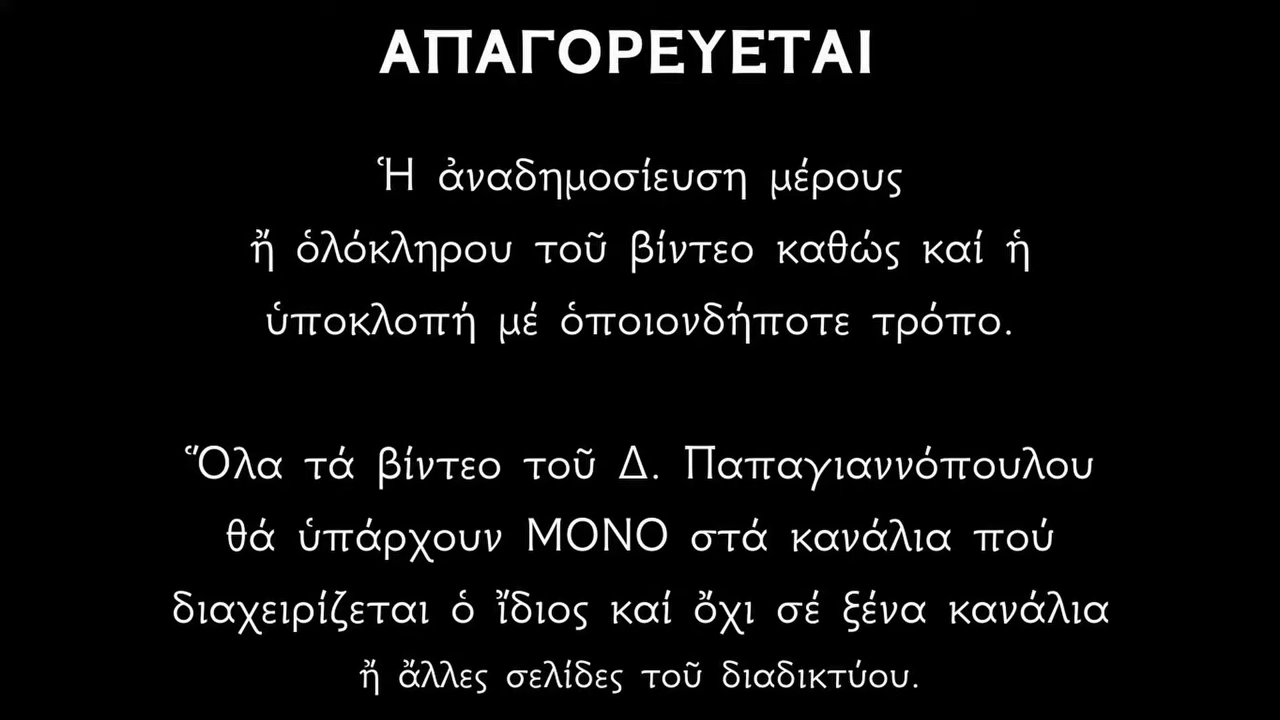 ΑΠΑΓΟΡΕΥΕΤΑΙ
Ἡ ἀναδημοσίευση μέρους
ἤ ὁλόκληρου τοῦ βίντεο καθώς καί ἡ
ὑποκλοπή μέ ὁποιονδήποτε τρόπο.
Ὅλα τά βίντεο τοῦ Δ. Παπαγιαννόπουλου
θά ὑπάρχουν ΜΟΝΟ στά κανάλια πού
διαχειρίζεται ὁ ἴδιος καί ὄχι σέ ξένα κανάλια
ἤ ἄλλες σελίδες τοῦ διαδικτύου.